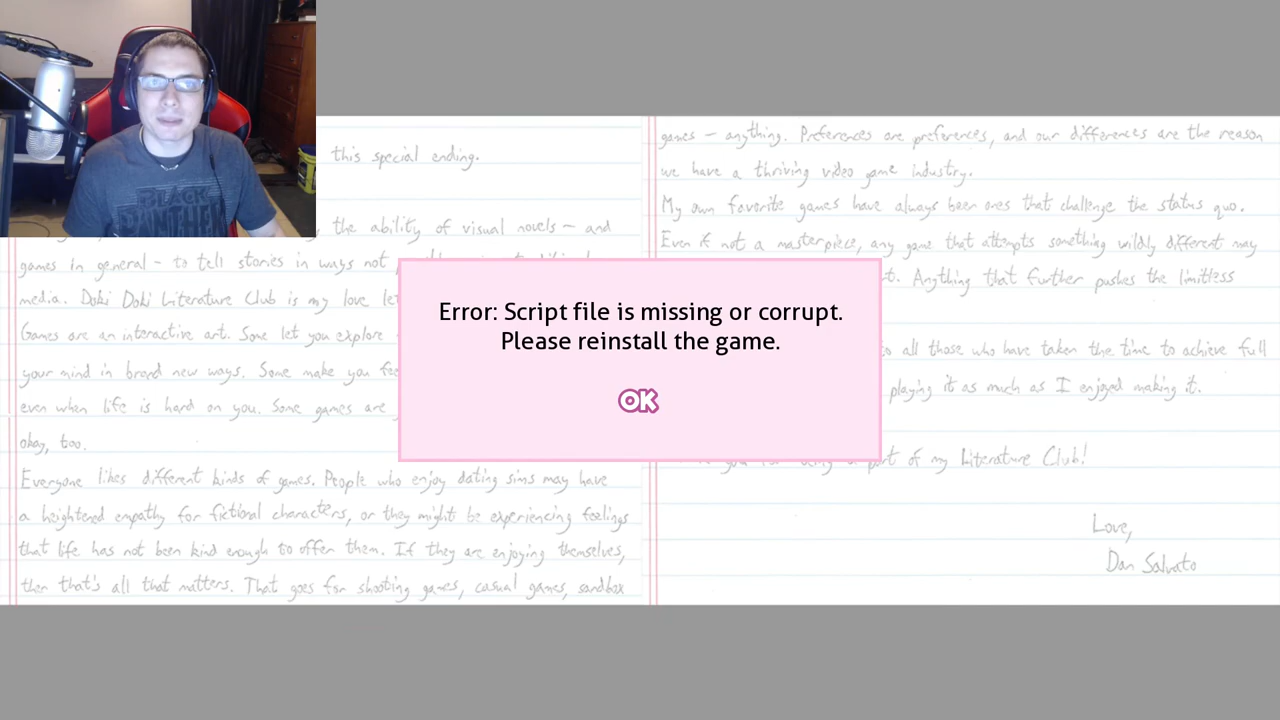 BLACK
PANTHER
this special ending.
the ability of visual novels – and
games in general – to tell stories in ways not
media. Doki Doki Literature Club is my love
Games are an interactive art. Some let you explore
your mind in brand new ways. Some make you
even when life is hard on you. Some games are
okay, too.
Everyone likes different kinds of games. People who enjoy dating sims may have
a heightened empathy for fictional characters, or they might be experiencing feelings
that life has not been kind enough to offer them. If they are enjoying themselves,
then that's all that matters. That goes for shooting games, casual games, sandbox
games – anything. Preferences are preferences, and our differences are the reason
we have a thriving video game industry.
My own favorite games have always been ones that challenge the status quo.
Even if not a masterpiece, any game that attempts something wildly different may
Anything that further pushes the limitless
to all those who have taken the time to achieve full
playing it as much as I enjoyed making it.
part of my Literature Club!
Love,
Dan Salvato
Error: Script file is missing or corrupt.
Please reinstall the game.
OK